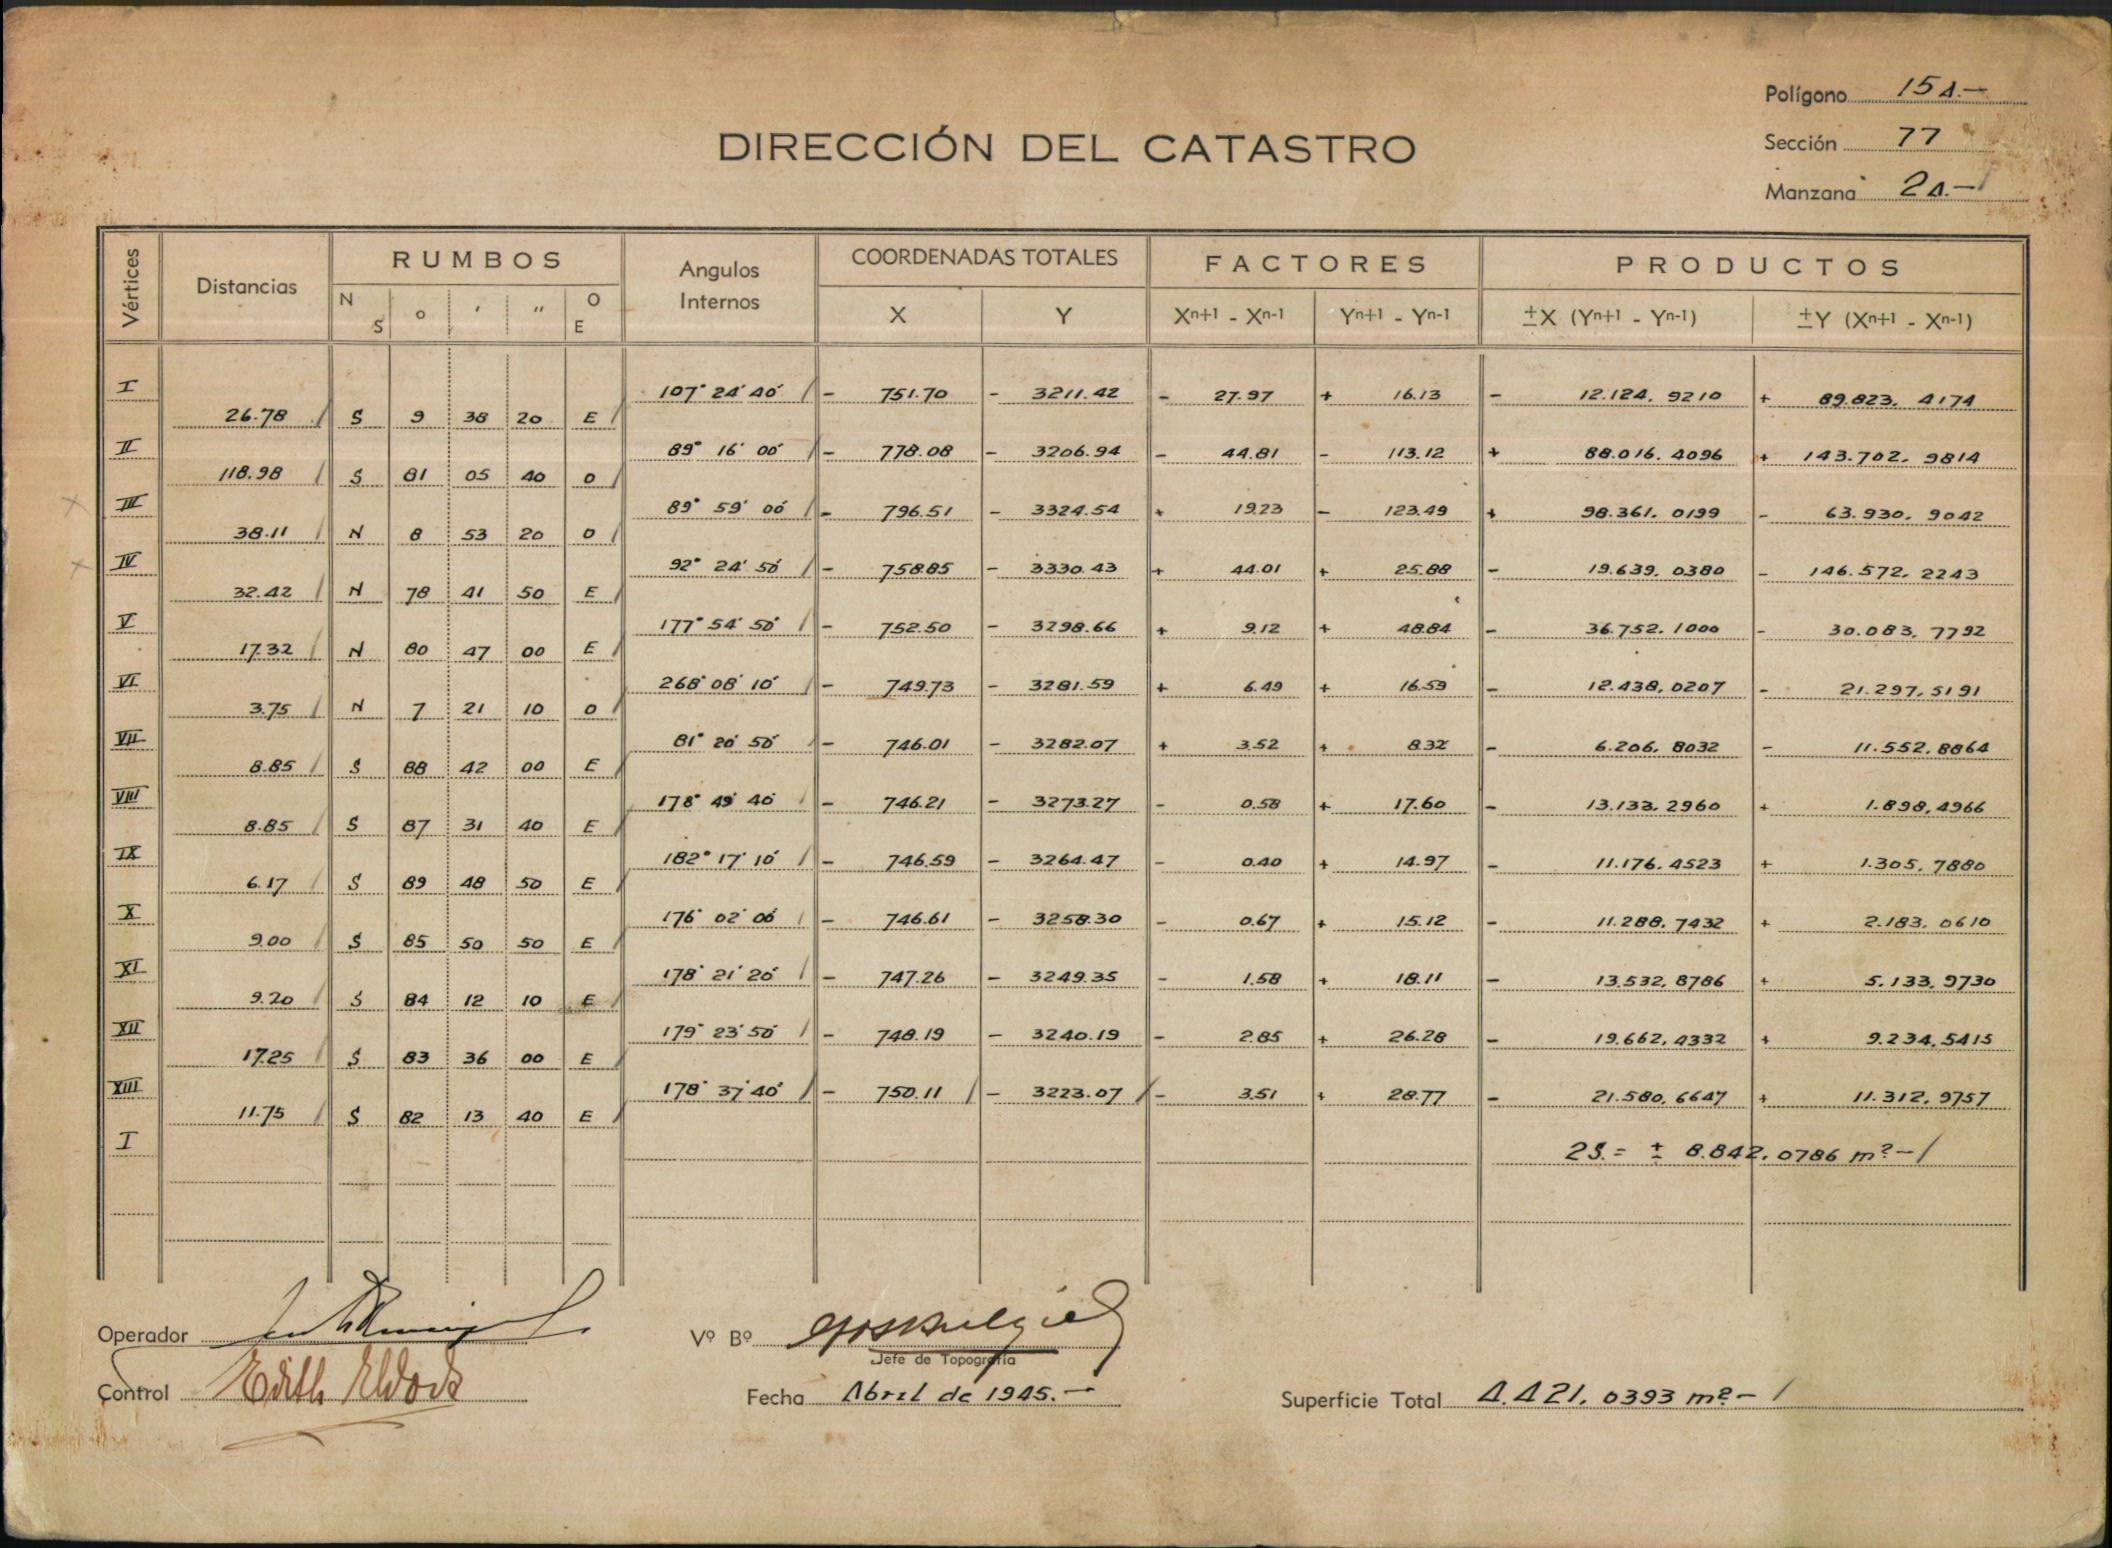 Polígono 15A.-
Sección 77
Manzana 2A.-
DIRECCIÓN DEL CATASTRO
Vértices Distancias RUMBOS Angulos Internos COORDENADAS TOTALES FACTORES PRODUCTOS
N S ° ' " O E X Y Xn+1 - Xn-1 Yn+1 - Yn-1 ±X (Yn+1 - Yn-1) ±Y (Xn+1 - Xn-1)
I 107° 24' 40" - 751.70 - 3211.42 - 27.97 + 16.13 - 12.124,9210 + 89.823,4174
26.78 S 9 38 20 E
II 89° 16' 00" - 778.08 - 3206.94 - 44.81 - 113.12 + 88.016.4096 + 143.702,9814
118.98 S 81 05 40 O
III 89° 59' 00" - 796.51 - 3324.54 + 19.23 - 123.49 + 98.361,0199 - 63.930,9042
38.11 N 8 53 20 O
IV 92° 24' 50" - 758.85 - 3330.43 + 44.01 + 25.88 - 19.639,0380 - 146.572,2243
32.42 N 78 41 50 E
V 177° 54' 50" - 752.50 - 3298.66 + 9.12 + 48.84 - 36.752,1000 - 30.083,7792
17.32 N 80 47 00 E
VI 268° 08' 10" - 749.73 - 3281.59 + 6.49 + 16.59 - 12.438,0207 - 21.297,5191
3.75 N 7 21 10 O
VII 81° 20' 50" - 746.01 - 3282.07 + 3.52 + 8.32 - 6.206,8032 - 11.552,8864
8.85 S 88 42 00 E
VIII 178° 49' 40" - 746.21 - 3273.27 - 0.58 + 17.60 - 13.133,2960 + 1.898,4966
8.85 S 87 31 40 E
IX 182° 17' 10" - 746.59 - 3264.47 - 0.40 + 14.97 - 11.176.4523 + 1.305,7880
6.17 S 89 48 50 E
X 176° 02' 00" - 746.61 - 3258.30 - 0.67 + 15.12 - 11.288,7432 + 2.183,0610
9.00 S 85 50 50 E
XI 178° 21' 20" - 747.26 - 3249.35 - 1.58 + 18.11 - 13.532,8786 + 5.133,9730
9.20 S 84 12 10 E
XII 179° 23' 50" - 748.19 - 3240.19 - 2.85 + 26.28 - 19.662,4332 + 9.234,5415
17.25 S 83 36 00 E
XIII 178° 37' 40" - 750.11 - 3223.07 - 3.51 + 28.77 - 21.580,6647 + 11.312,9757
11.75 S 82 13 40 E
I 2S.= ± 8.842,0786 m²-
Operador
Vº Bº
Jefe de Topografía
Control Edith
Fecha Abril de 1945.-
Superficie Total 4.421,0393 m²-